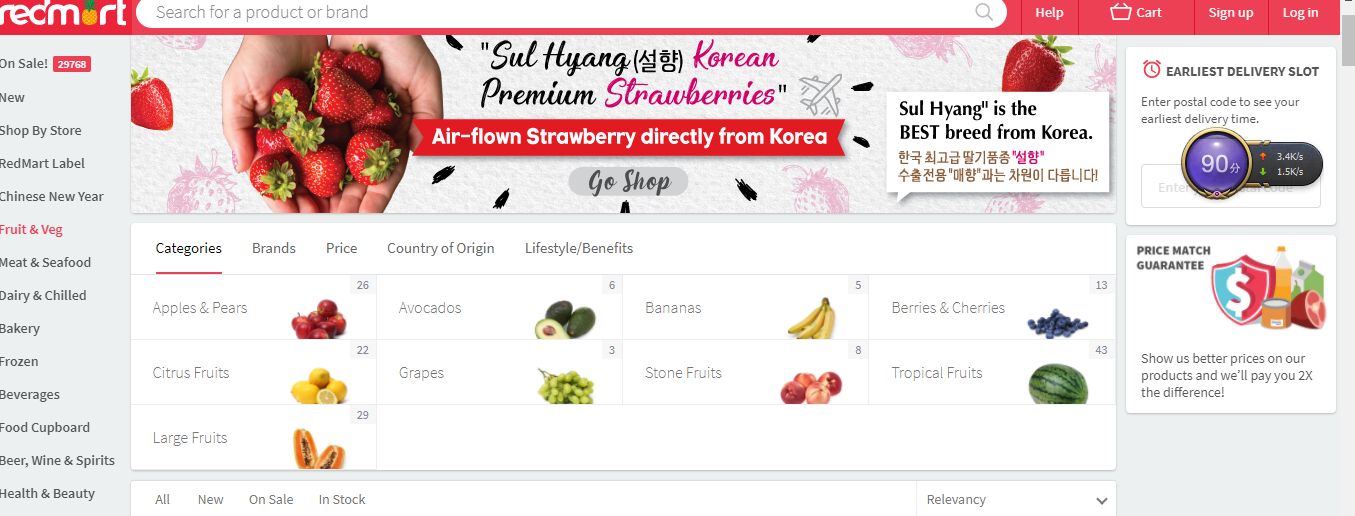 redmart
Search for a product or brand
Help
Cart
Sign up
Log in
On Sale! 29768
New
Shop By Store
RedMart Label
Chinese New Year
Fruit & Veg
Meat & Seafood
Dairy & Chilled
Bakery
Frozen
Beverages
Food Cupboard
Beer, Wine & Spirits
Health & Beauty
"Sul Hyang (설향) Korean
Premium Strawberries"
Air-flown Strawberry directly from Korea
Go Shop
Sul Hyang" is the
BEST breed from Korea.
한국 최고급 딸기품종 "설향"
수출전용 "매향"과는 차원이 다릅니다!
Categories
Brands
Price
Country of Origin
Lifestyle/Benefits
Apples & Pears 26
Avocados 6
Bananas 5
Berries & Cherries 13
Citrus Fruits 22
Grapes 3
Stone Fruits 8
Tropical Fruits 43
Large Fruits 29
All
New
On Sale
In Stock
Relevancy
EARLIEST DELIVERY SLOT
Enter postal code to see your
earliest delivery time.
90分
3.4K/s
1.5K/s
PRICE MATCH
GUARANTEE
Show us better prices on our
products and we'll pay you 2X
the difference!